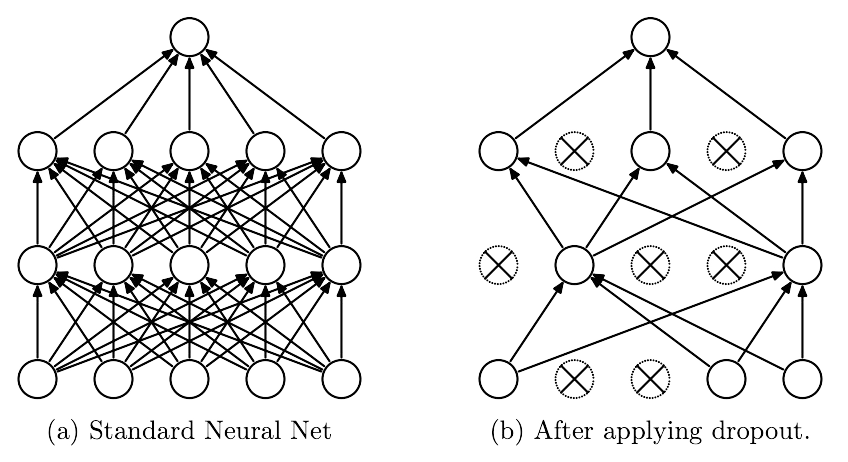 (a) Standard Neural Net
(b) After applying dropout.